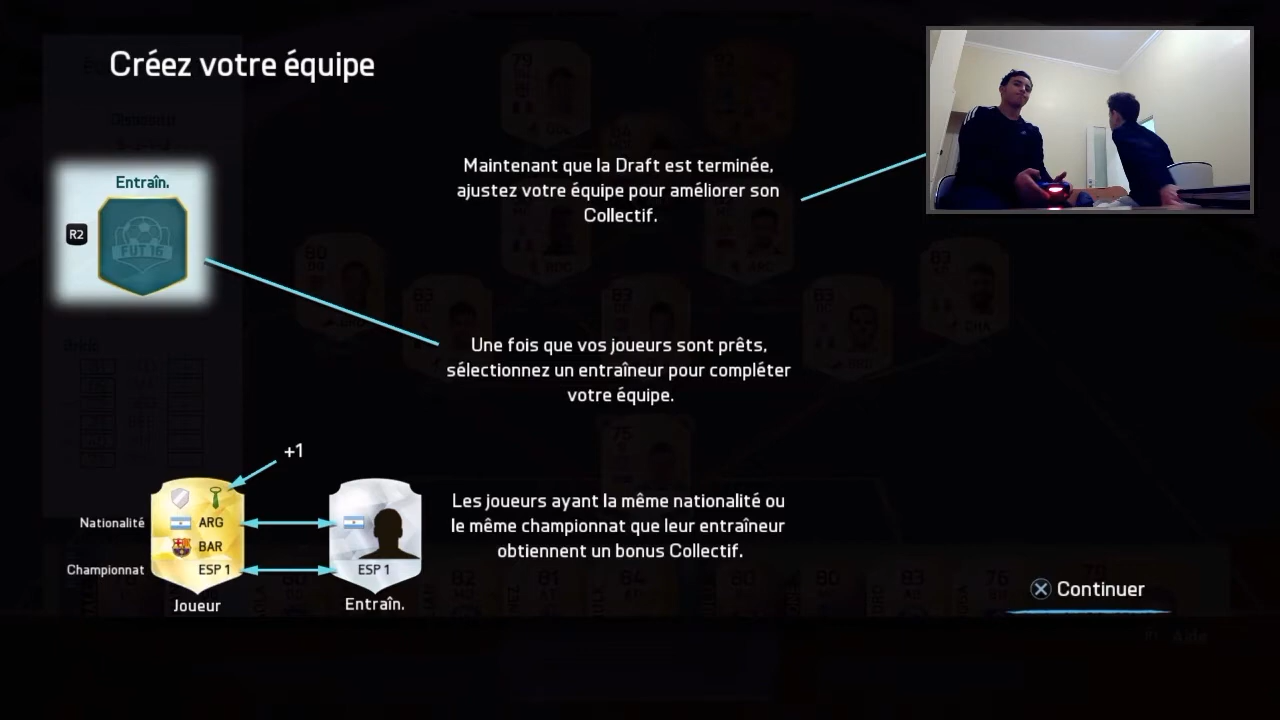 Créez votre équipe
Maintenant que la Draft est terminée,
ajustez votre équipe pour améliorer son
Collectif.
Entraîn.
R2
FUT 16
Une fois que vos joueurs sont prêts,
sélectionnez un entraîneur pour compléter
votre équipe.
+1
Les joueurs ayant la même nationalité ou
le même championnat que leur entraîneur
obtiennent un bonus Collectif.
Nationalité
ARG
BAR
Championnat
ESP 1
ESP 1
Joueur
Entraîn.
Continuer